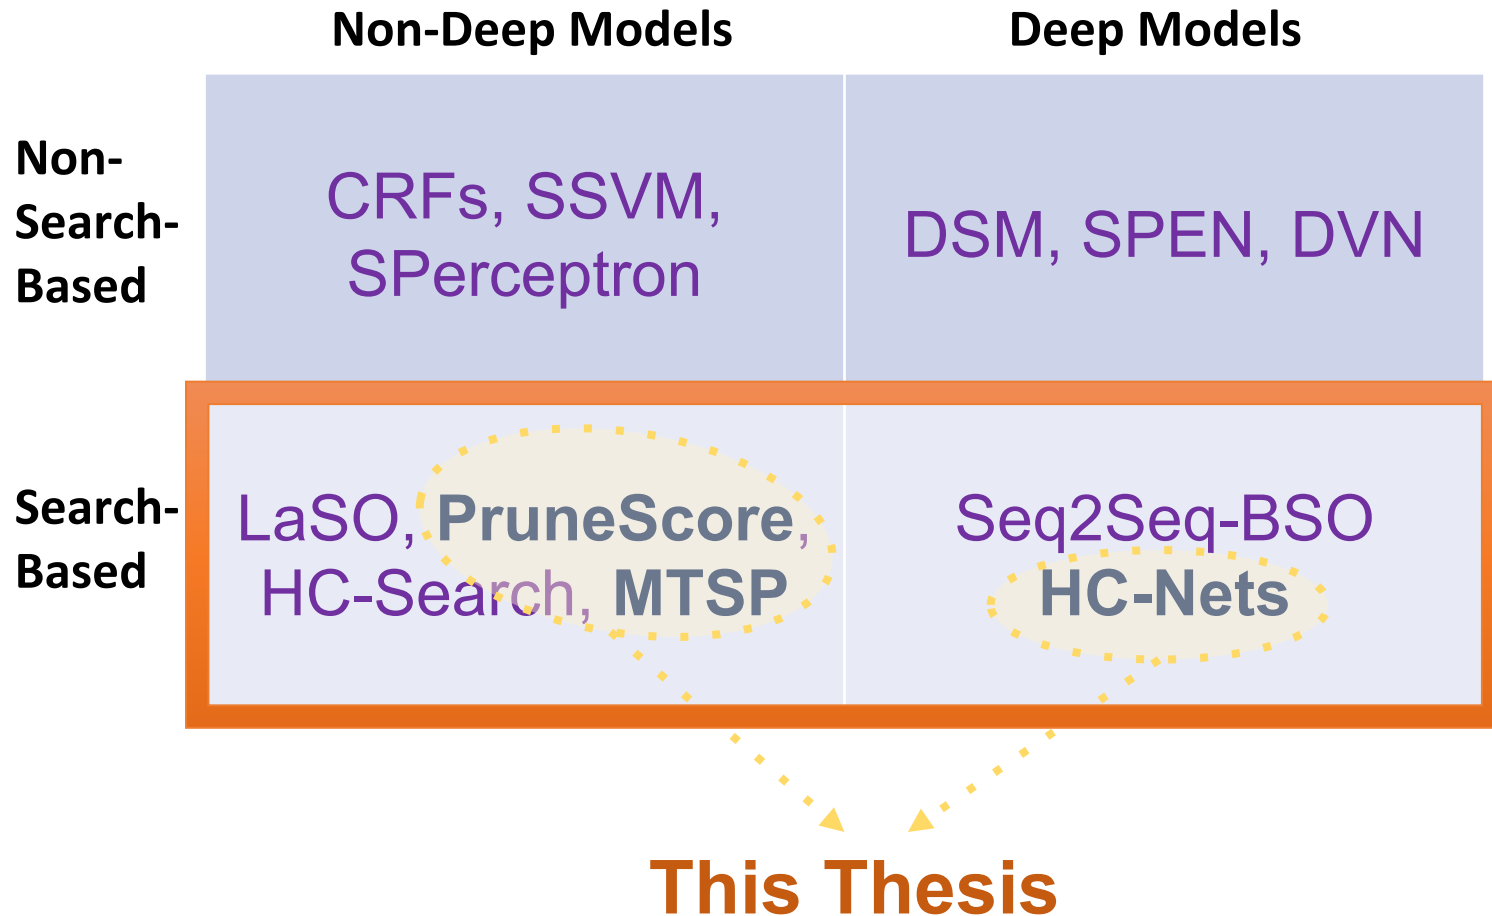 Non-Deep Models
Deep Models
Non-
Search-
Based
CRFs, SSVM,
SPerceptron
DSM, SPEN, DVN
Search-
Based
LaSO, PruneScore,
HC-Search, MTSP
Seq2Seq-BSO
HC-Nets
This Thesis